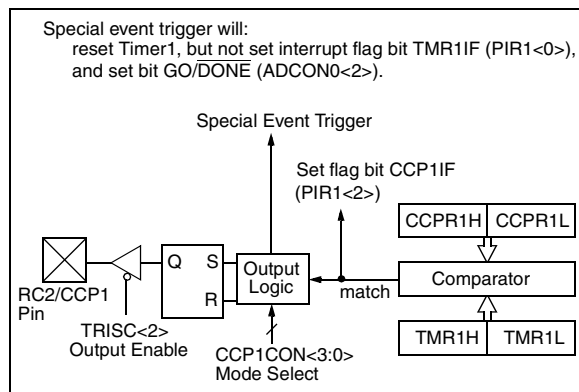 Special event trigger will:
reset Timer1, but not set interrupt flag bit TMR1IF (PIR1<0>),
and set bit GO/DONE (ADCON0<2>).
Special Event Trigger
Set flag bit CCP1IF
(PIR1<2>)
CCPR1H CCPR1L
Q S Output
Logic
R
match
Comparator
RC2/CCP1
Pin
TRISC<2>
Output Enable
TMR1H TMR1L
CCP1CON<3:0>
Mode Select